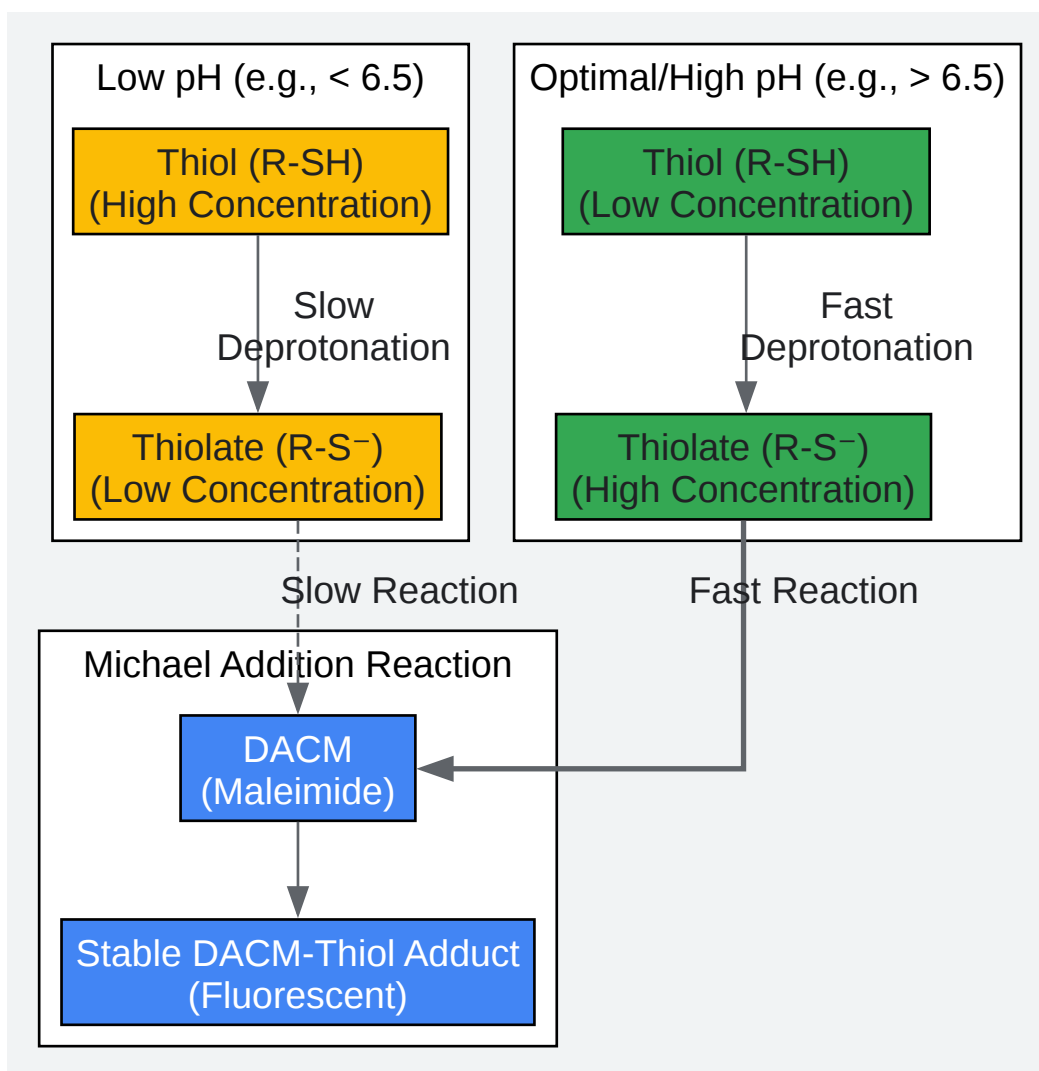 Low pH (e.g., < 6.5)
Thiol (R-SH)
(High Concentration)
Slow
Deprotonation
Thiolate (R-S⁻)
(Low Concentration)
Optimal/High pH (e.g., > 6.5)
Thiol (R-SH)
(Low Concentration)
Fast
Deprotonation
Thiolate (R-S⁻)
(High Concentration)
Slow Reaction
Fast Reaction
Michael Addition Reaction
DACM
(Maleimide)
Stable DACM-Thiol Adduct
(Fluorescent)